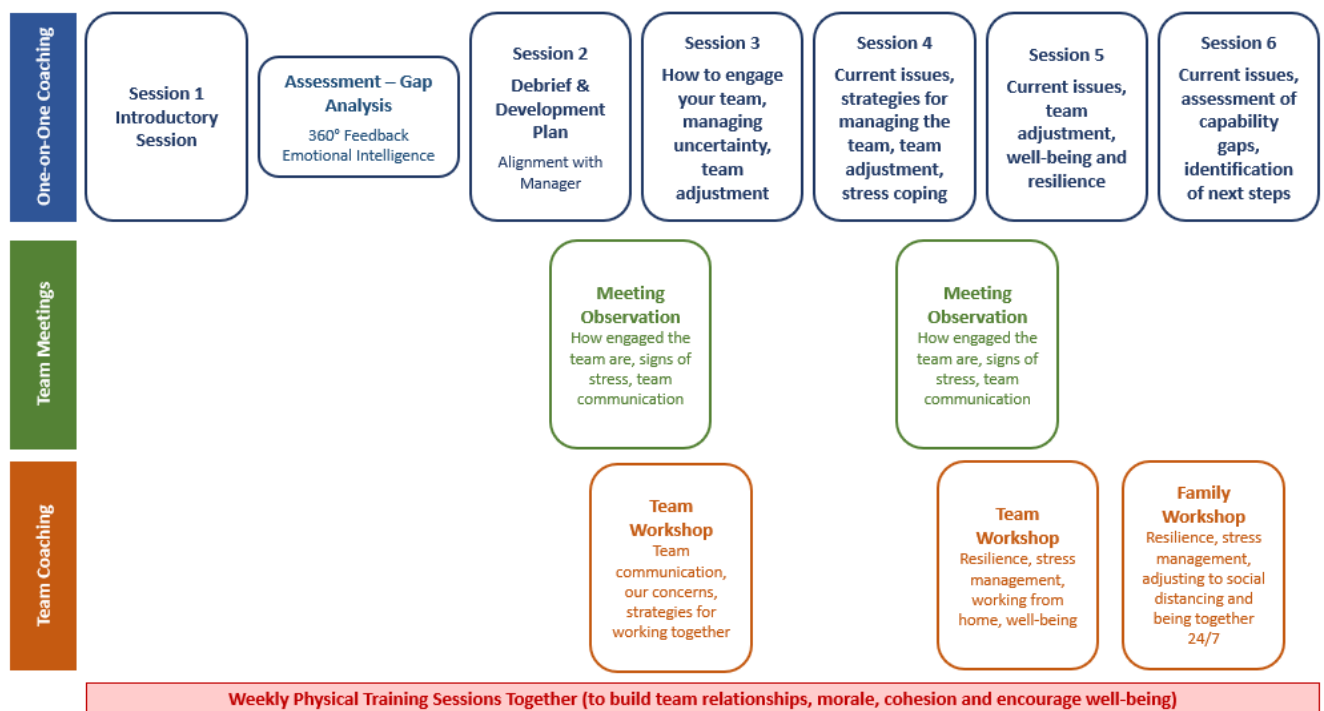 One-on-One Coaching
Session 1
Introductory
Session
Assessment – Gap
Analysis
360° Feedback
Emotional Intelligence
Session 2
Debrief &
Development
Plan
Alignment with
Manager
Session 3
How to engage
your team,
managing
uncertainty,
team
adjustment
Session 4
Current issues,
strategies for
managing the
team, team
adjustment,
stress coping
Session 5
Current issues,
team
adjustment,
well-being and
resilience
Session 6
Current issues,
assessment of
capability
gaps,
identification
of next steps
Team Meetings
Meeting
Observation
How engaged the
team are, signs of
stress, team
communication
Meeting
Observation
How engaged the
team are, signs of
stress, team
communication
Team Coaching
Team
Workshop
Team
communication,
our concerns,
strategies for
working together
Team
Workshop
Resilience, stress
management,
working from
home, well-being
Family
Workshop
Resilience, stress
management,
adjusting to social
distancing and
being together
24/7
Weekly Physical Training Sessions Together (to build team relationships, morale, cohesion and encourage well-being)